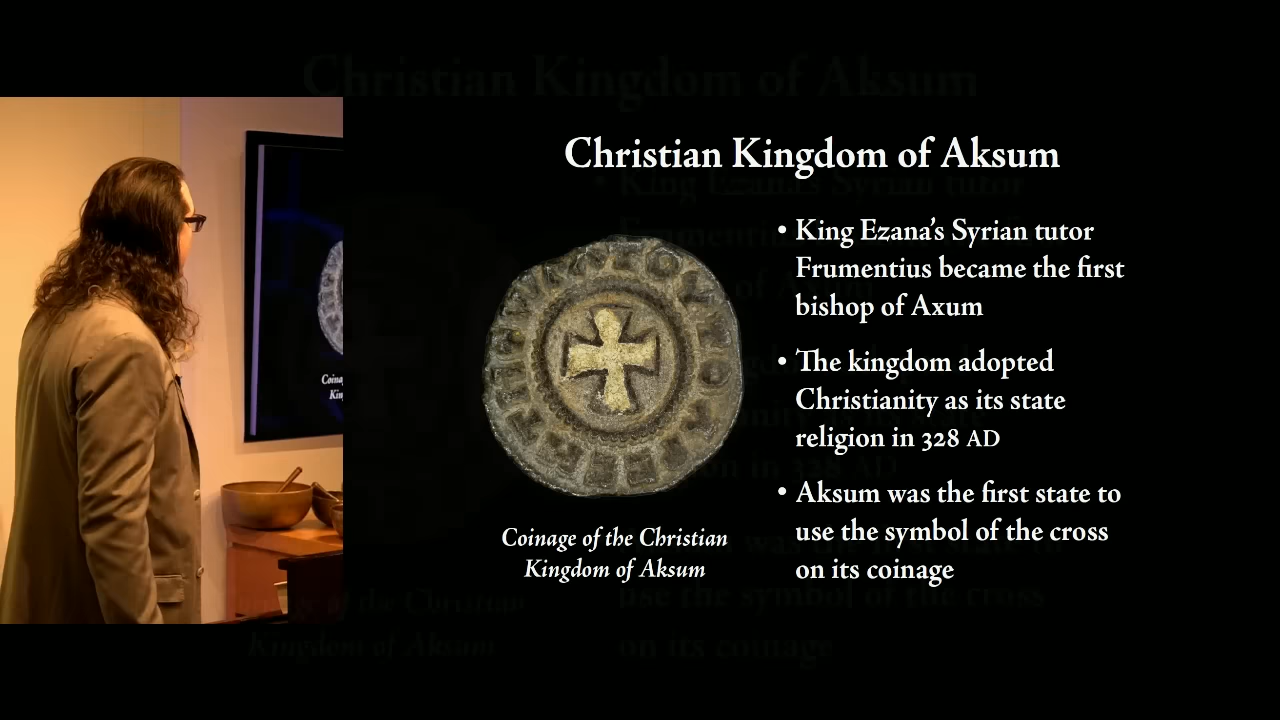 Christian Kingdom of Aksum
• King Ezana's Syrian tutor
Frumentius became the first
bishop of Axum
• The kingdom adopted
Christianity as its state
religion in 328 AD
• Aksum was the first state to
use the symbol of the cross
on its coinage
Coinage of the Christian
Kingdom of Aksum